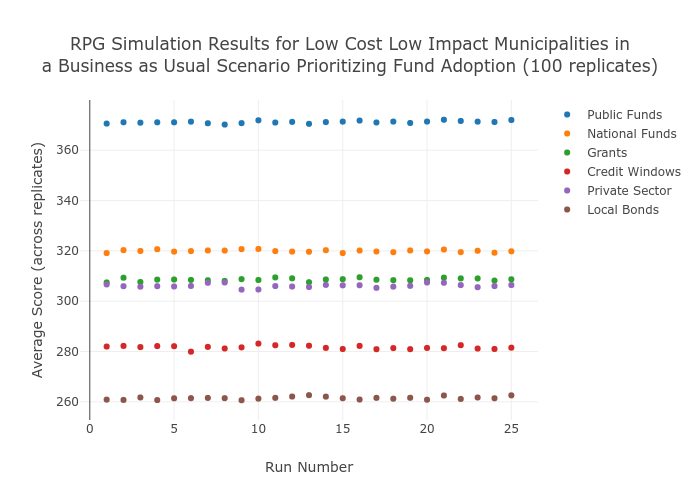 RPG Simulation Results for Low Cost Low Impact Municipalities in
a Business as Usual Scenario Prioritizing Fund Adoption (100 replicates)
Public Funds
National Funds
Grants
Credit Windows
Private Sector
Local Bonds
Average Score (across replicates)
360
340
320
300
280
260
0 5 10 15 20 25
Run Number